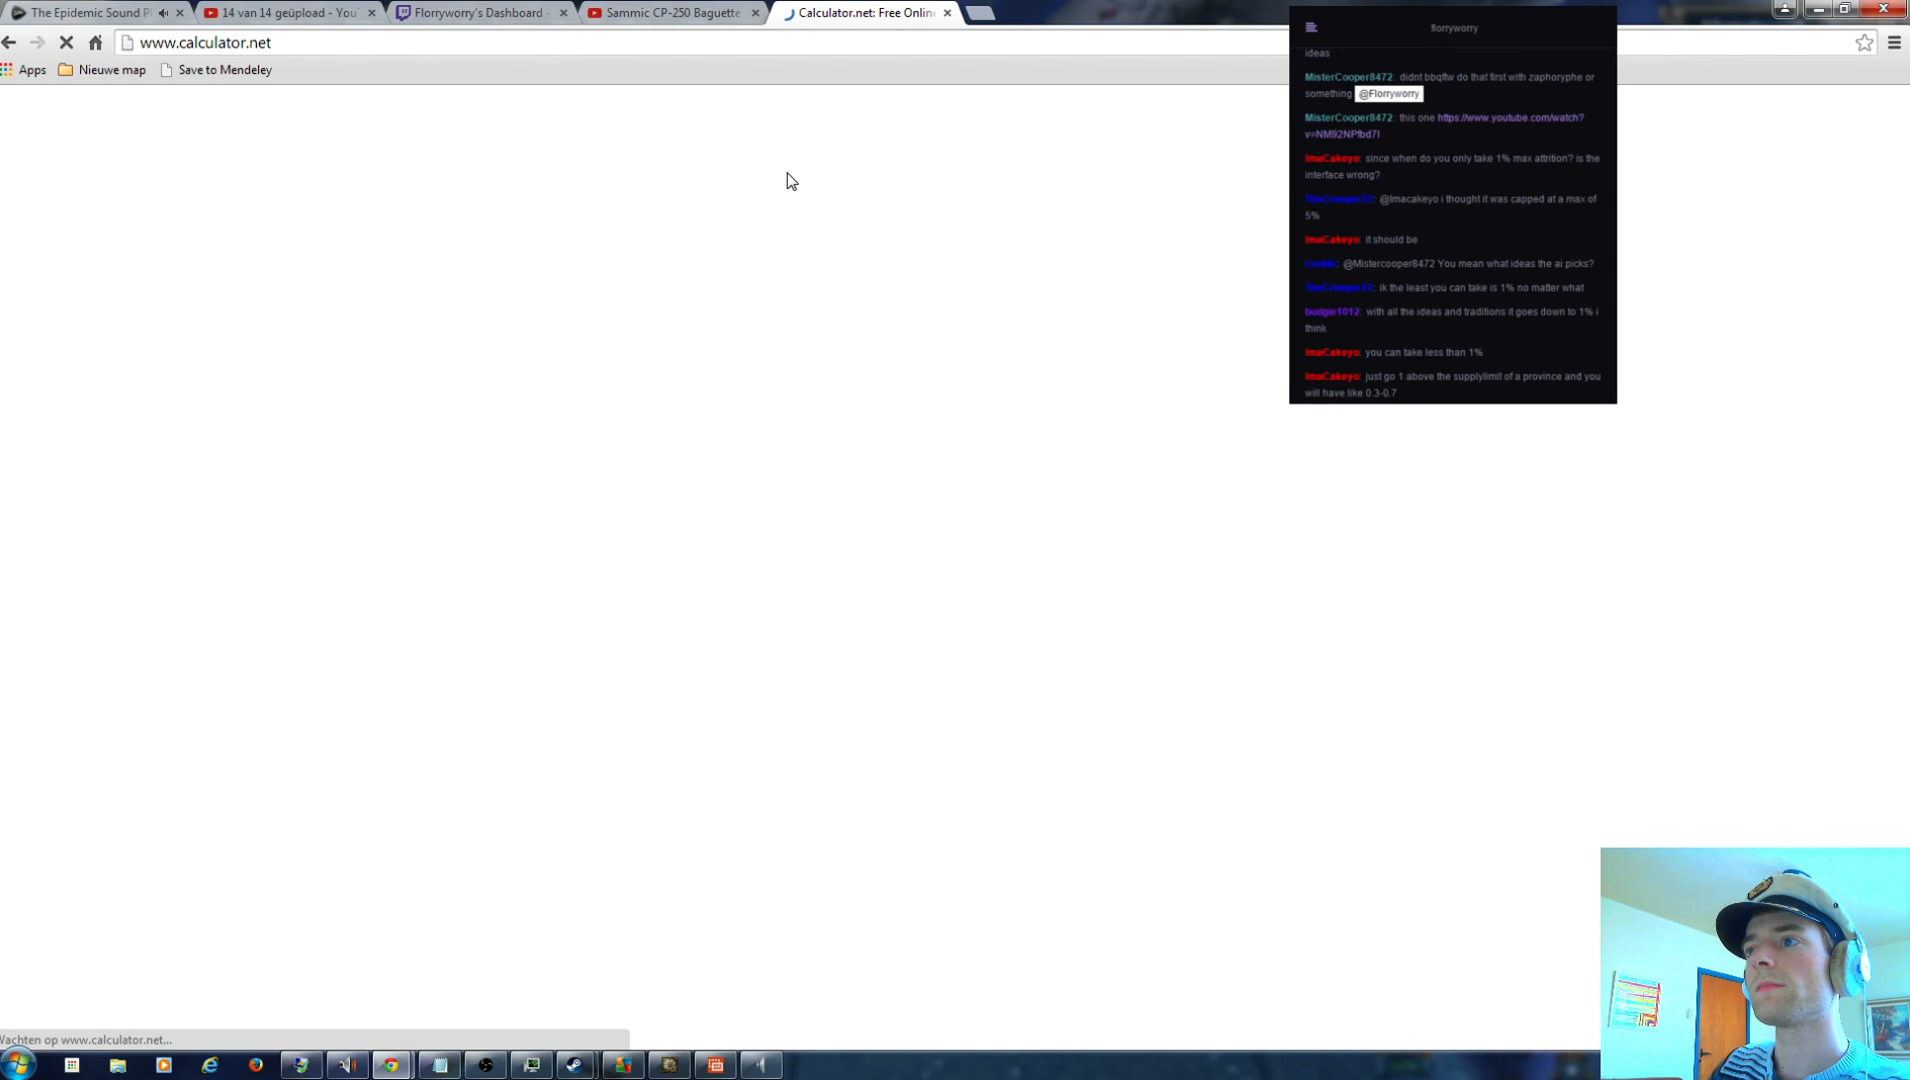 The Epidemic Sound P
14 van 14 geüpload - You
Florryworry's Dashboard -
Sammic CP-250 Baguette
Calculator.net: Free Onlin
www.calculator.net
Apps
Nieuwe map
Save to Mendeley
florryworry
ideas
MisterCooper8472: didnt bbqftw do that first with zaphoryphe or
something @Florryworry
MisterCooper8472: this one https://www.youtube.com/watch?
v=NM92NPfbd7I
ImaCakeyo: since when do you only take 1% max attrition? is the
interface wrong?
TheCreeper11: @Imacakeyo i thought it was capped at a max of
5%
ImaCakeyo: it should be
@Mistercooper8472 You mean what ideas the ai picks?
TheCreeper11: ik the least you can take is 1% no matter what
budgie1012: with all the ideas and traditions it goes down to 1% i
think
ImaCakeyo: you can take less than 1%
ImaCakeyo: just go 1 above the supplylimit of a province and you
will have like 0.3-0.7
Wachten op www.calculator.net...